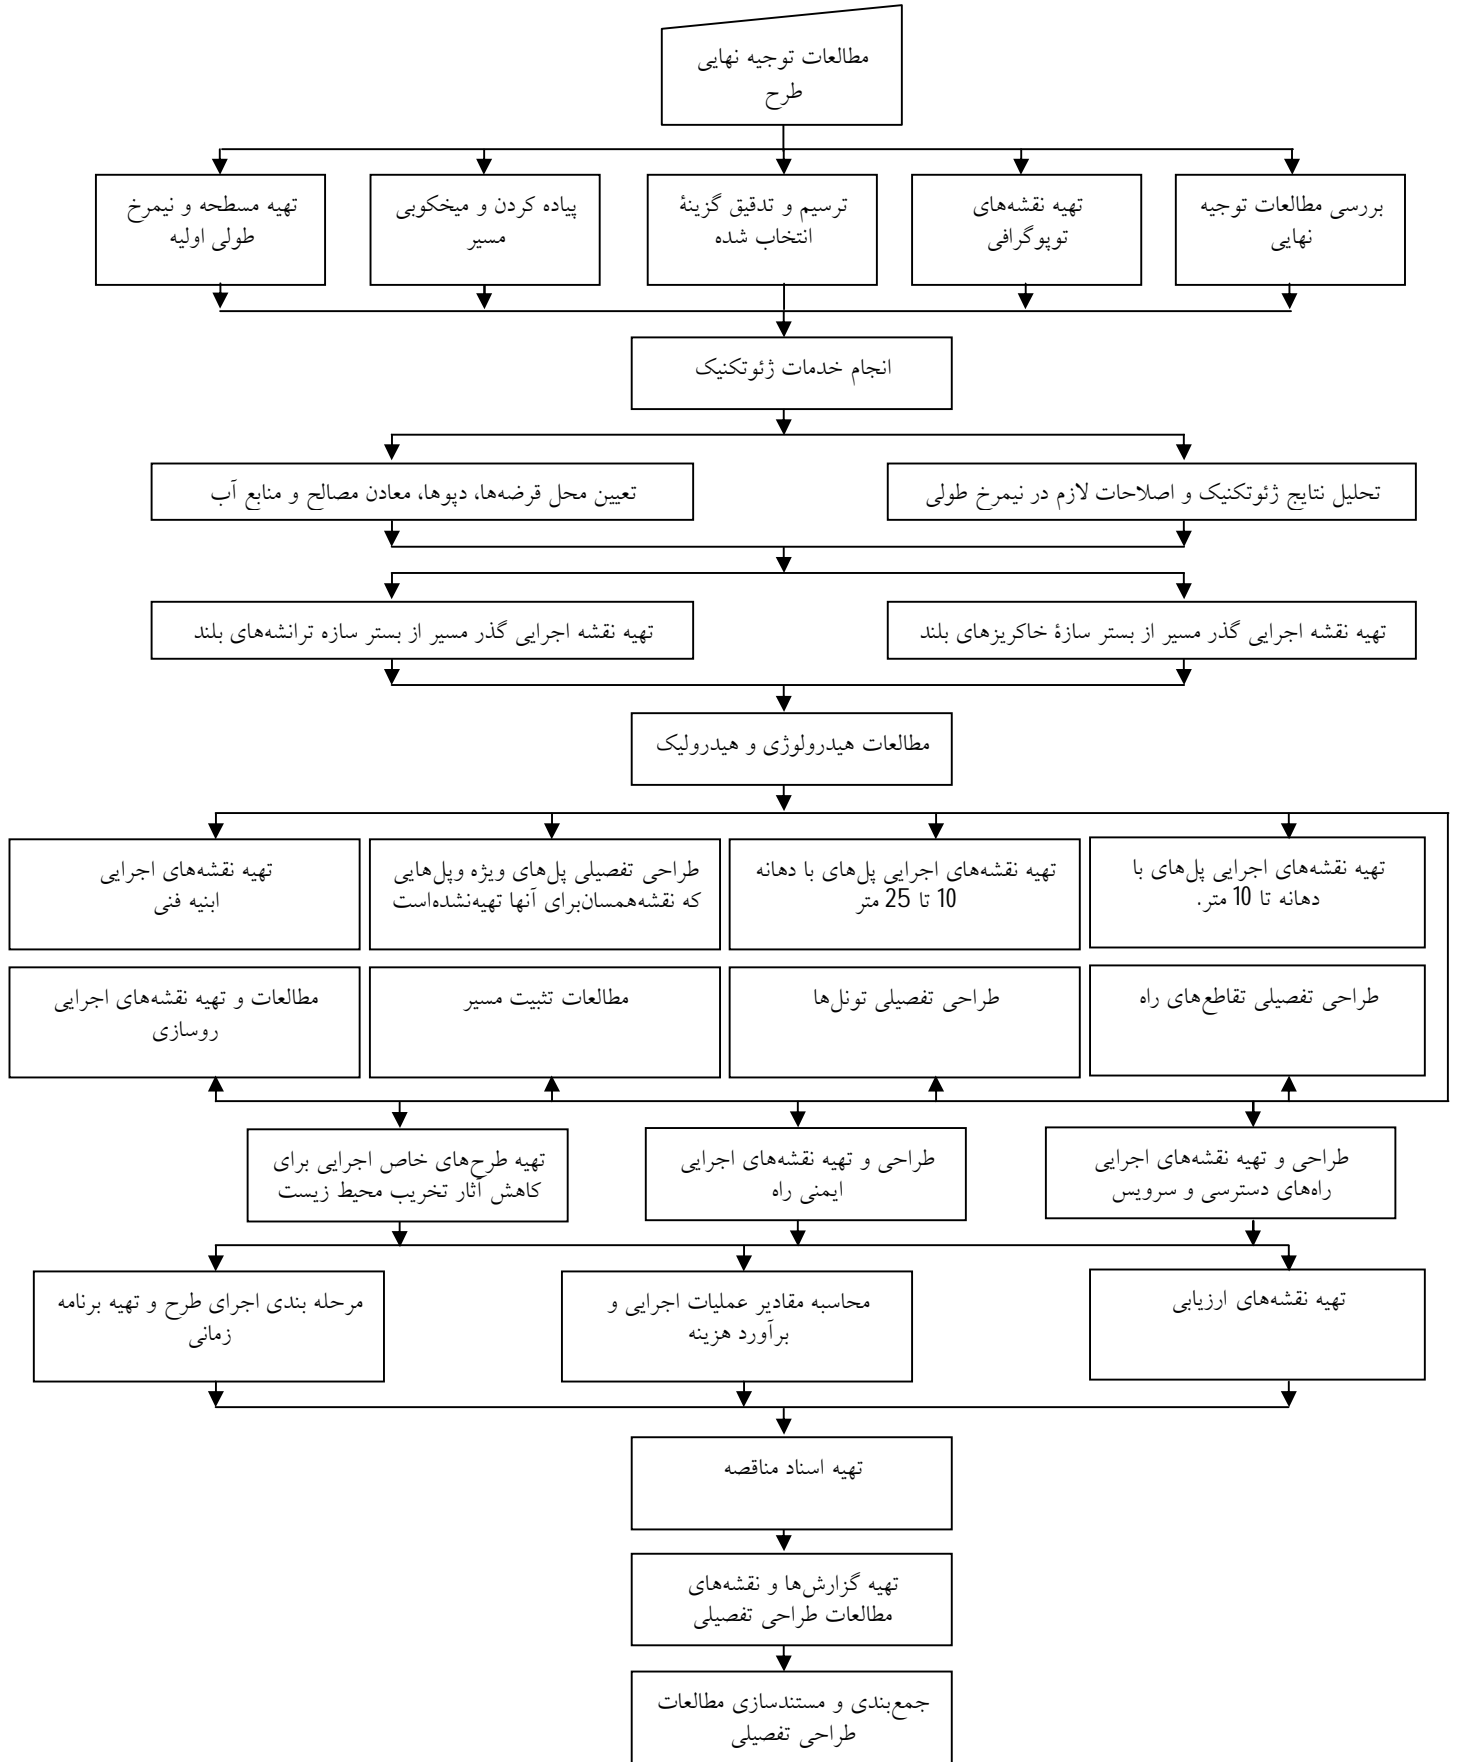 مطالعات توجیه نهایی
طرح
بررسی مطالعات توجیه
نهایی
تهیه نقشه‌های
توپوگرافی
ترسیم و تدقیق گزینۀ
انتخاب شده
پیاده کردن و میخکوبی
مسیر
تهیه مسطحه و نیمرخ
طولی اولیه
انجام خدمات ژئوتکنیک
تحلیل نتایج ژئوتکنیک و اصلاحات لازم در نیمرخ طولی
تعیین محل قرضه‌ها، دپوها، معادن مصالح و منابع آب
تهیه نقشه اجرایی گذر مسیر از بستر سازۀ خاکریزهای بلند
تهیه نقشه اجرایی گذر مسیر از بستر سازه ترانشه‌های بلند
مطالعات هیدرولوژی و هیدرولیک
تهیه نقشه‌های اجرایی پل‌های با
دهانه تا 10 متر.
تهیه نقشه‌های اجرایی پل‌های با دهانه
10 تا 25 متر
طراحی تفصیلی پل‌های ویژه وپل‌هایی
که نقشه‌همسان‌برای آنها تهیه‌نشده‌است
تهیه نقشه‌های اجرایی
ابنیه فنی
طراحی تفصیلی تقاطع‌های راه
طراحی تفصیلی تونل‌ها
مطالعات تثبیت مسیر
مطالعات و تهیه نقشه‌های اجرایی
روسازی
طراحی و تهیه نقشه‌های اجرایی
راه‌های دسترسی و سرویس
طراحی و تهیه نقشه‌های اجرایی
ایمنی راه
تهیه طرح‌های خاص اجرایی برای
کاهش آثار تخریب محیط زیست
تهیه نقشه‌های ارزیابی
محاسبه مقادیر عملیات اجرایی و
برآورد هزینه
مرحله بندی اجرای طرح و تهیه برنامه
زمانی
تهیه اسناد مناقصه
تهیه گزارش‌ها و نقشه‌های
مطالعات طراحی تفصیلی
جمع‌بندی و مستندسازی مطالعات
طراحی تفصیلی